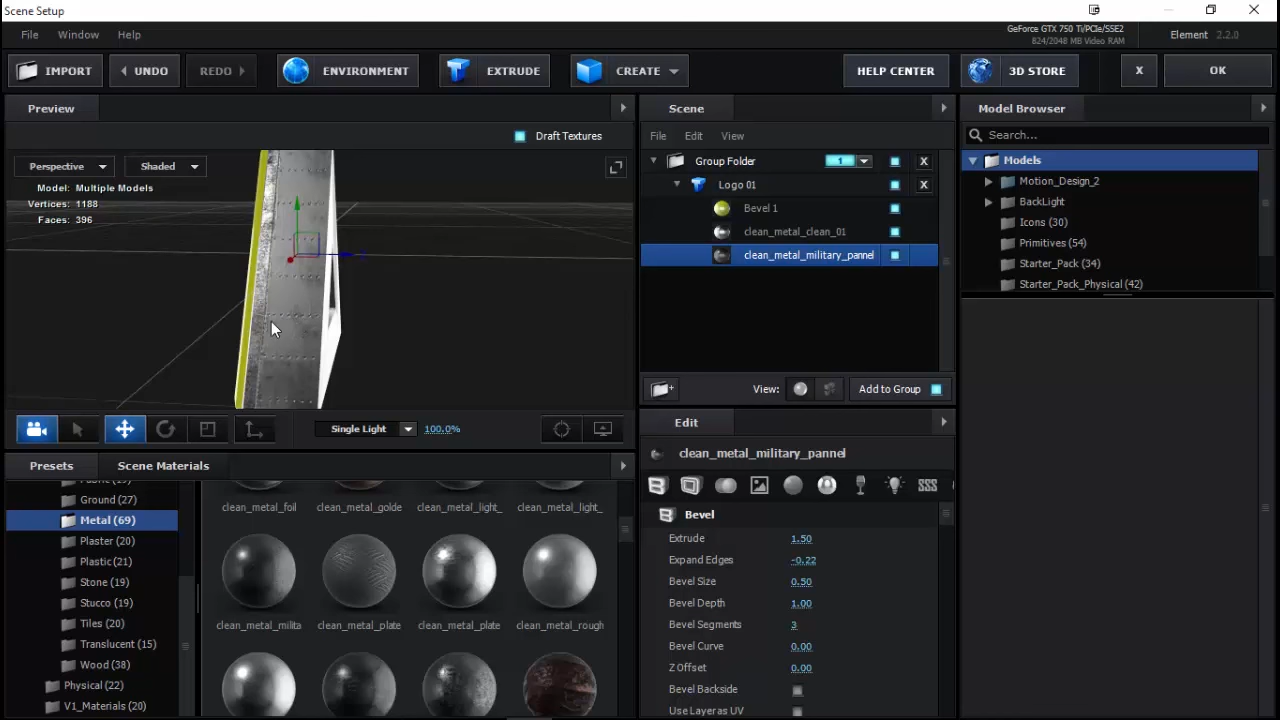 Scene Setup
File Window Help
GeForce GTX 750 Ti/PCIe/SSE2
824/2048 MB Video RAM
Element 2.2.0
IMPORT UNDO REDO ENVIRONMENT EXTRUDE CREATE HELP CENTER 3D STORE X OK
Preview
Draft Textures
Perspective Shaded
Model: Multiple Models
Vertices: 1188
Faces: 396
Single Light 100.0%
Scene
File Edit View
Group Folder 1 X
Logo 01 X
Bevel 1
clean_metal_clean_01
clean_metal_military_pannel
View: Add to Group
Model Browser
Search...
Models
Motion_Design_2
BackLight
Icons (30)
Primitives (54)
Starter_Pack (34)
Starter_Pack_Physical (42)
Presets Scene Materials
Ground (27)
Metal (69)
Plaster (20)
Plastic (21)
Stone (19)
Stucco (19)
Tiles (20)
Translucent (15)
Wood (38)
Physical (22)
V1_Materials (20)
clean_metal_foil clean_metal_golde clean_metal_light_ clean_metal_light_
clean_metal_milita clean_metal_plate clean_metal_plate clean_metal_rough
Edit
clean_metal_military_pannel
Bevel
Extrude 1.50
Expand Edges -0.22
Bevel Size 0.50
Bevel Depth 1.00
Bevel Segments 3
Bevel Curve 0.00
Z Offset 0.00
Bevel Backside
Use Layer as UV